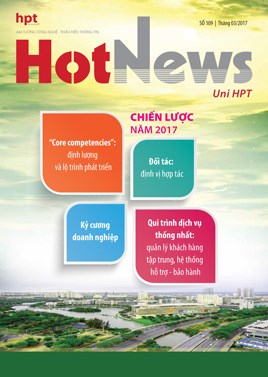 hpt
SỐ 109 | Tháng 03/2017
HotNews
Uni HPT
CHIẾN LƯỢC
NĂM 2017
"Core competencies":
định lượng
và lộ trình phát triển
Đối tác:
định vị hợp tác
Kỷ cương
doanh nghiệp
Qui trình dịch vụ
thống nhất:
quản lý khách hàng
tập trung, hệ thống
hỗ trợ - bảo hành